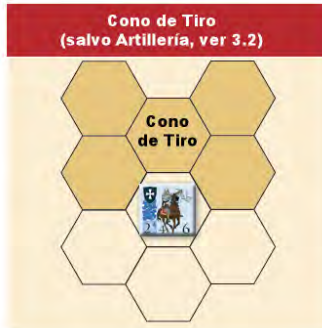 Cono de Tiro
(salvo Artillería, ver 3.2)
Cono
de Tiro
2 6